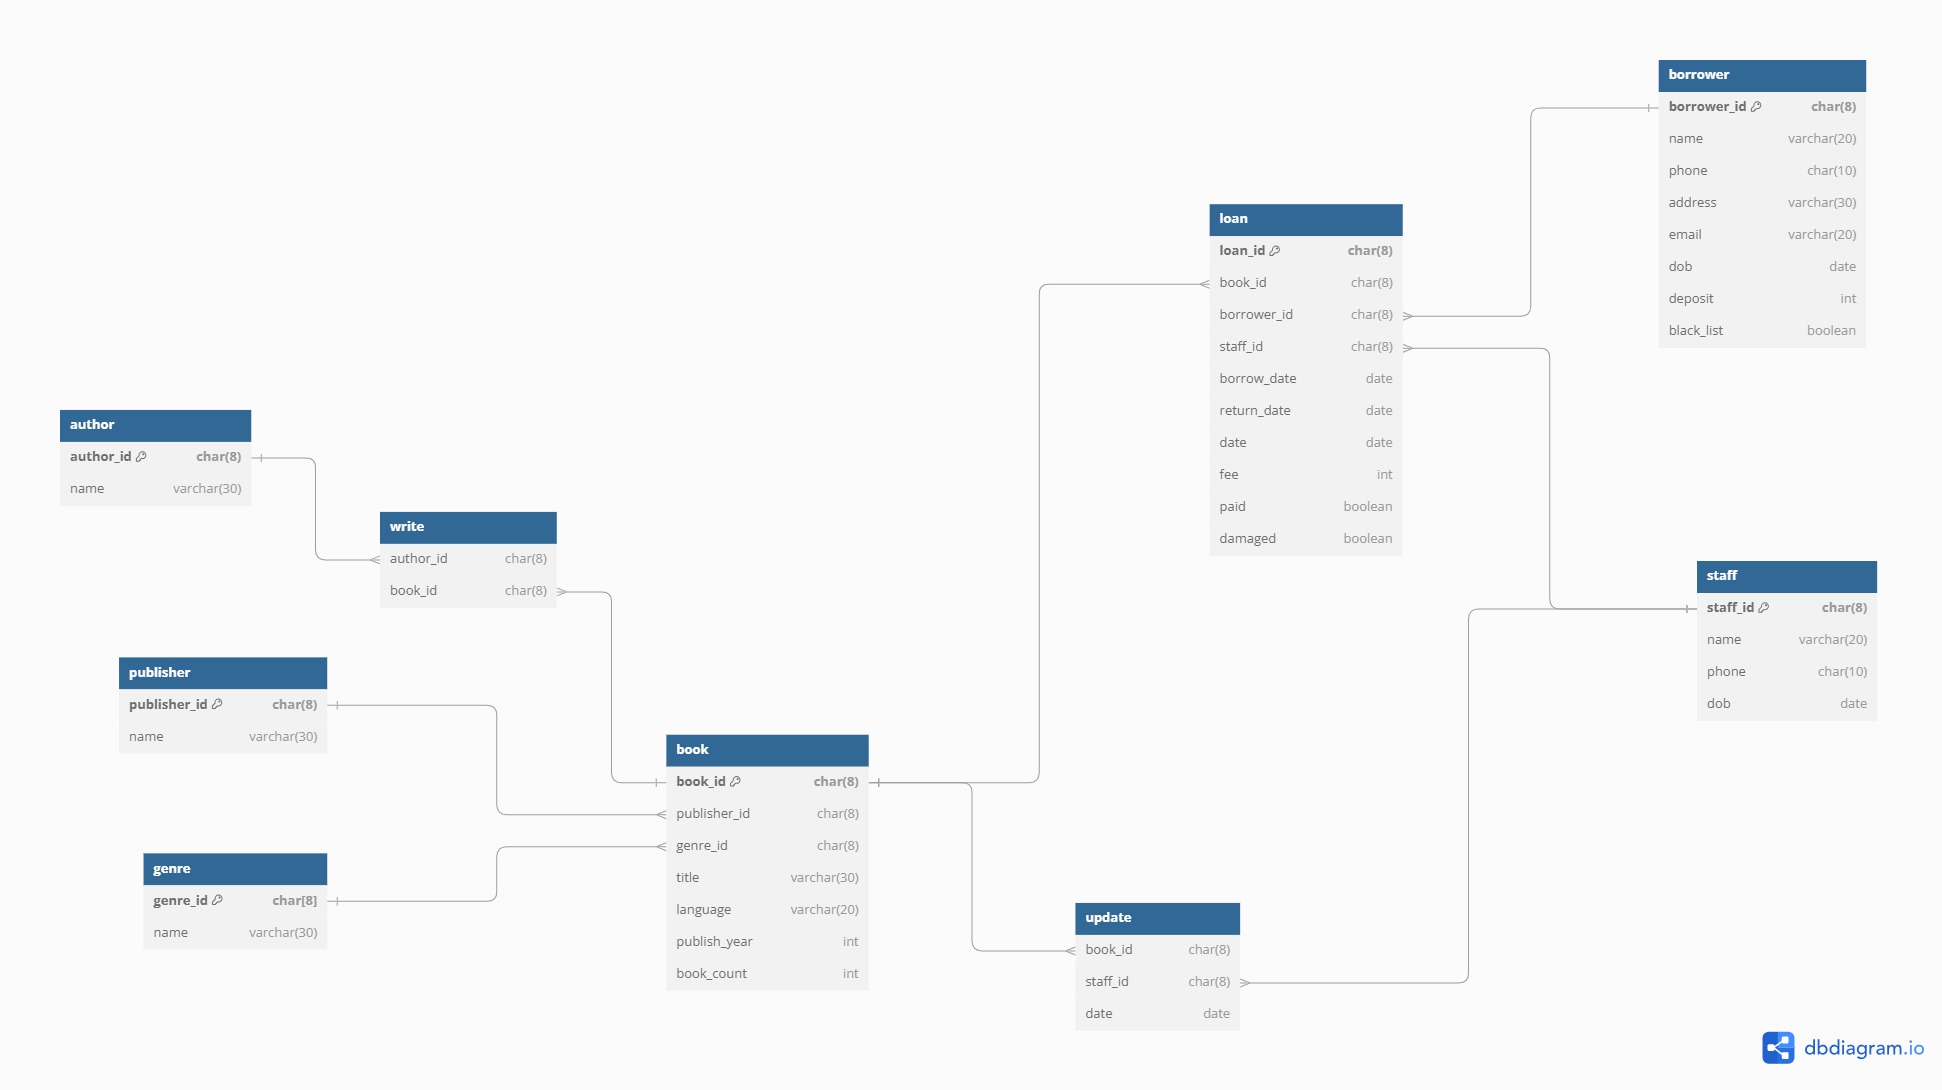 borrower
borrower_id char(8)
name varchar(20)
phone char(10)
address varchar(30)
email varchar(20)
dob date
deposit int
black_list boolean
loan
loan_id char(8)
book_id char(8)
borrower_id char(8)
staff_id char(8)
borrow_date date
return_date date
date date
fee int
paid boolean
damaged boolean
author
author_id char(8)
name varchar(30)
write
author_id char(8)
book_id char(8)
staff
staff_id char(8)
name varchar(20)
phone char(10)
dob date
publisher
publisher_id char(8)
name varchar(30)
book
book_id char(8)
publisher_id char(8)
genre_id char(8)
title varchar(30)
language varchar(20)
publish_year int
book_count int
genre
genre_id char[8]
name varchar(30)
update
book_id char(8)
staff_id char(8)
date date
dbdiagram.io